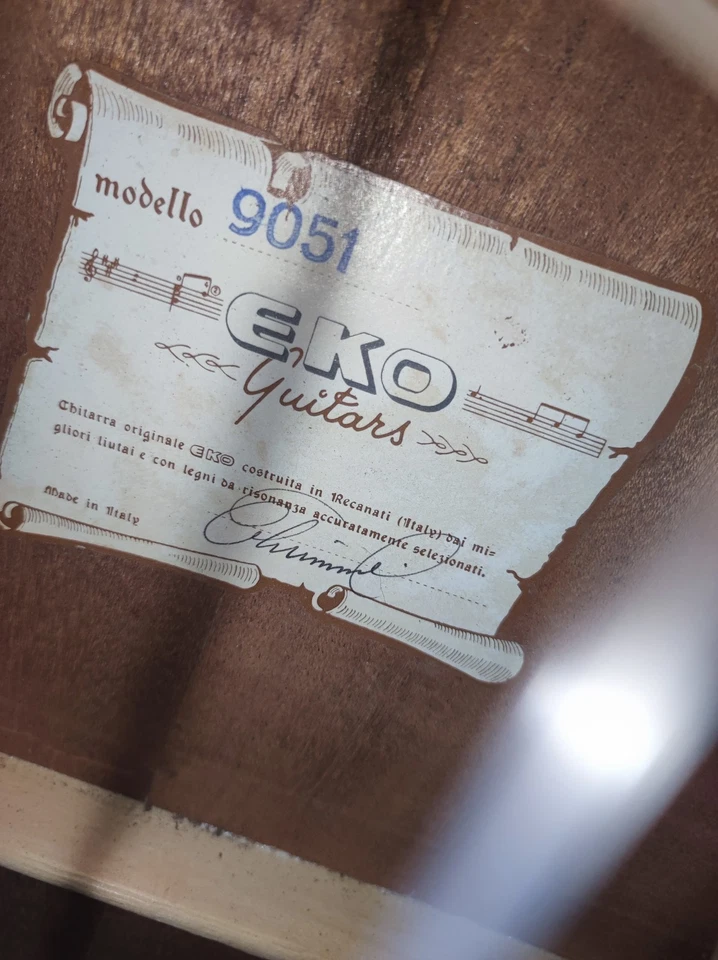 modello 9051
EKO
Guitars
Chitarra originale EKO costruita in Recanati (Italy) dai mi=
gliori liutai e con legni da risonanza accuratamente selezionati.
Made in Italy